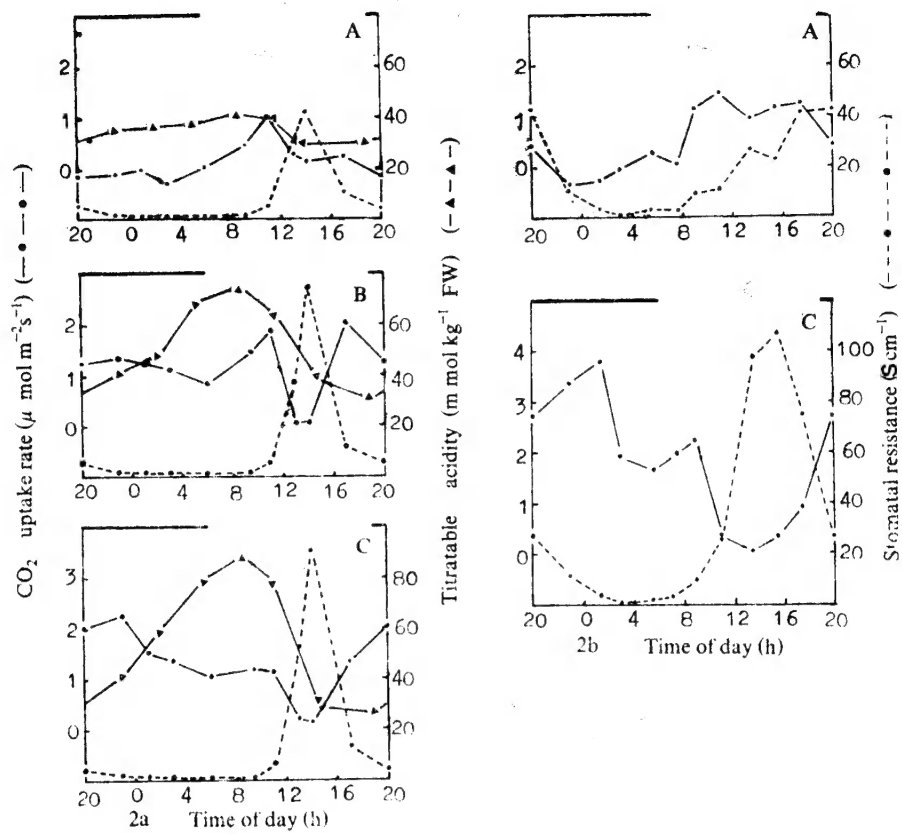 A
2
1
0
60
40
20
20 0 4 8 12 16 20
B
2
1
0
60
40
20
20 0 4 8 12 16 20
C
3
2
1
0
80
60
40
20
20 0 4 8 12 16 20
2a Time of day (h)
CO2 uptake rate (μ mol m⁻²s⁻¹) (—●—●—)
Titratable acidity (m mol kg⁻¹ FW) (—▲—▲—)
A
2
1
0
60
40
20
20 0 4 8 12 16 20
C
4
3
2
1
0
100
80
60
40
20
20 0 4 8 12 16 20
2b Time of day (h)
Stomatal resistance (S cm⁻¹) (---●---●---)